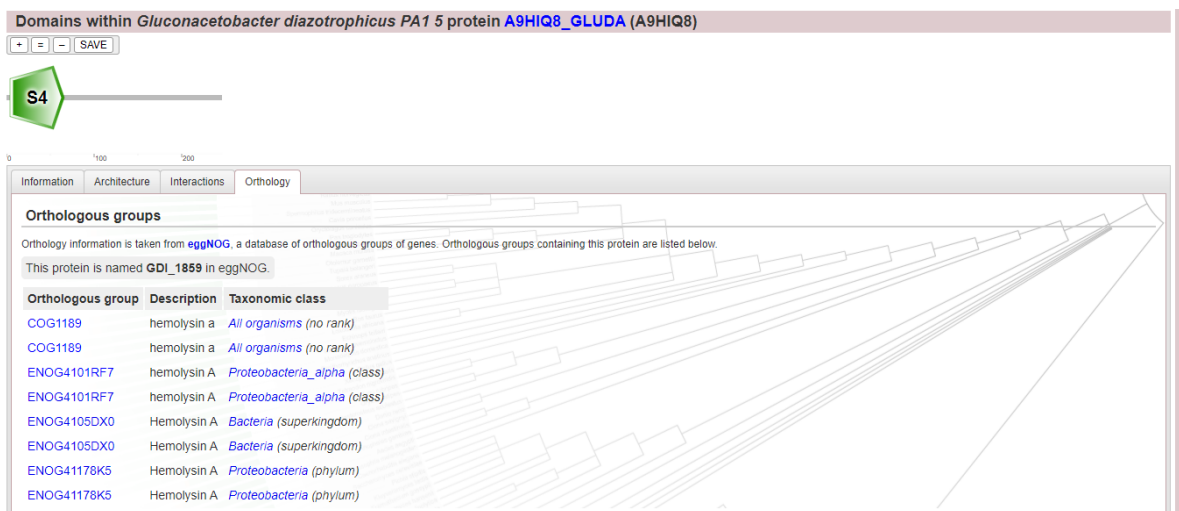 Domains within Gluconacetobacter diazotrophicus PA1 5 protein A9HIQ8_GLUDA (A9HIQ8)
+ = – SAVE
S4
0 100 200
Information Architecture Interactions Orthology
Orthologous groups
Orthology information is taken from eggNOG, a database of orthologous groups of genes. Orthologous groups containing this protein are listed below.
This protein is named GDI_1859 in eggNOG.
Orthologous group Description Taxonomic class
COG1189 hemolysin a All organisms (no rank)
COG1189 hemolysin a All organisms (no rank)
ENOG4101RF7 hemolysin A Proteobacteria_alpha (class)
ENOG4101RF7 hemolysin A Proteobacteria_alpha (class)
ENOG4105DX0 Hemolysin A Bacteria (superkingdom)
ENOG4105DX0 Hemolysin A Bacteria (superkingdom)
ENOG41178K5 Hemolysin A Proteobacteria (phylum)
ENOG41178K5 Hemolysin A Proteobacteria (phylum)